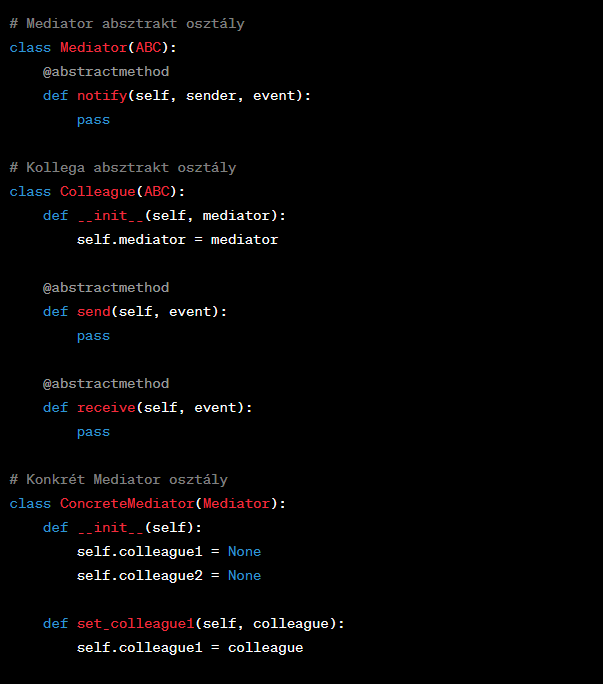 # Mediator absztrakt osztály
class Mediator(ABC):
    @abstractmethod
    def notify(self, sender, event):
        pass

# Kollega absztrakt osztály
class Colleague(ABC):
    def __init__(self, mediator):
        self.mediator = mediator

    @abstractmethod
    def send(self, event):
        pass

    @abstractmethod
    def receive(self, event):
        pass

# Konkrét Mediator osztály
class ConcreteMediator(Mediator):
    def __init__(self):
        self.colleague1 = None
        self.colleague2 = None

    def set_colleague1(self, colleague):
        self.colleague1 = colleague